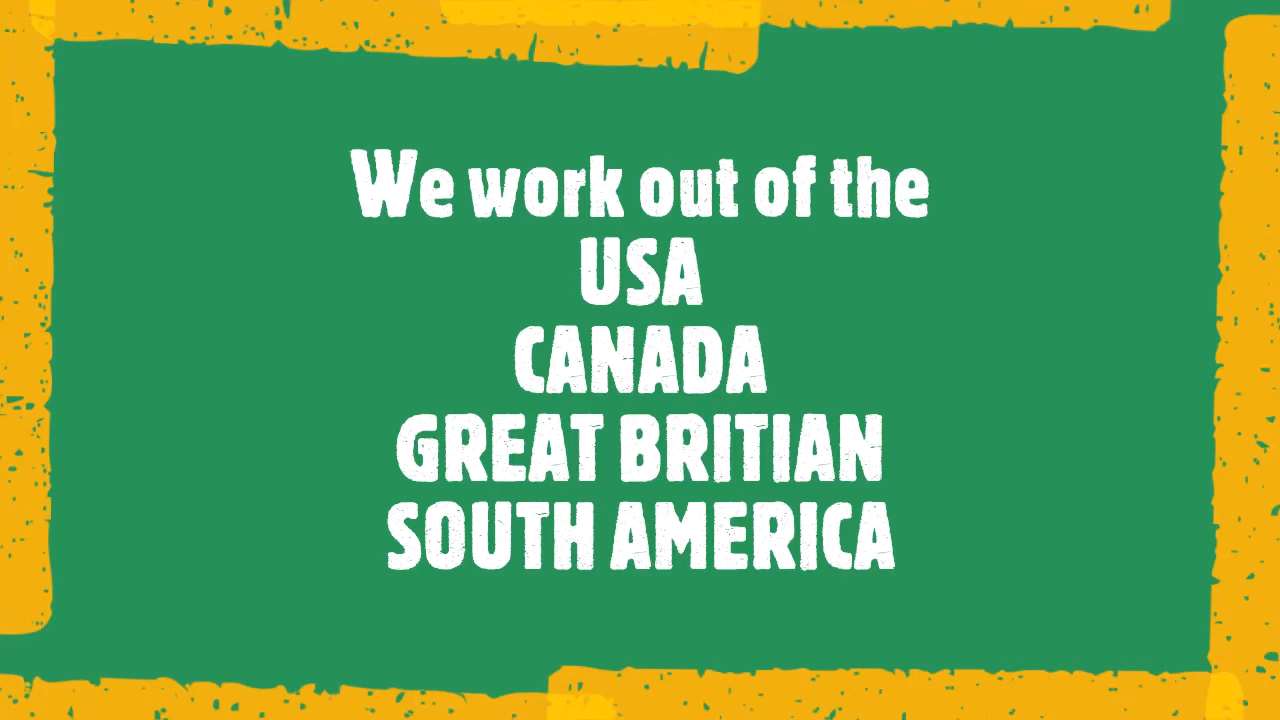 We work out of the
USA
CANADA
GREAT BRITIAN
SOUTH AMERICA